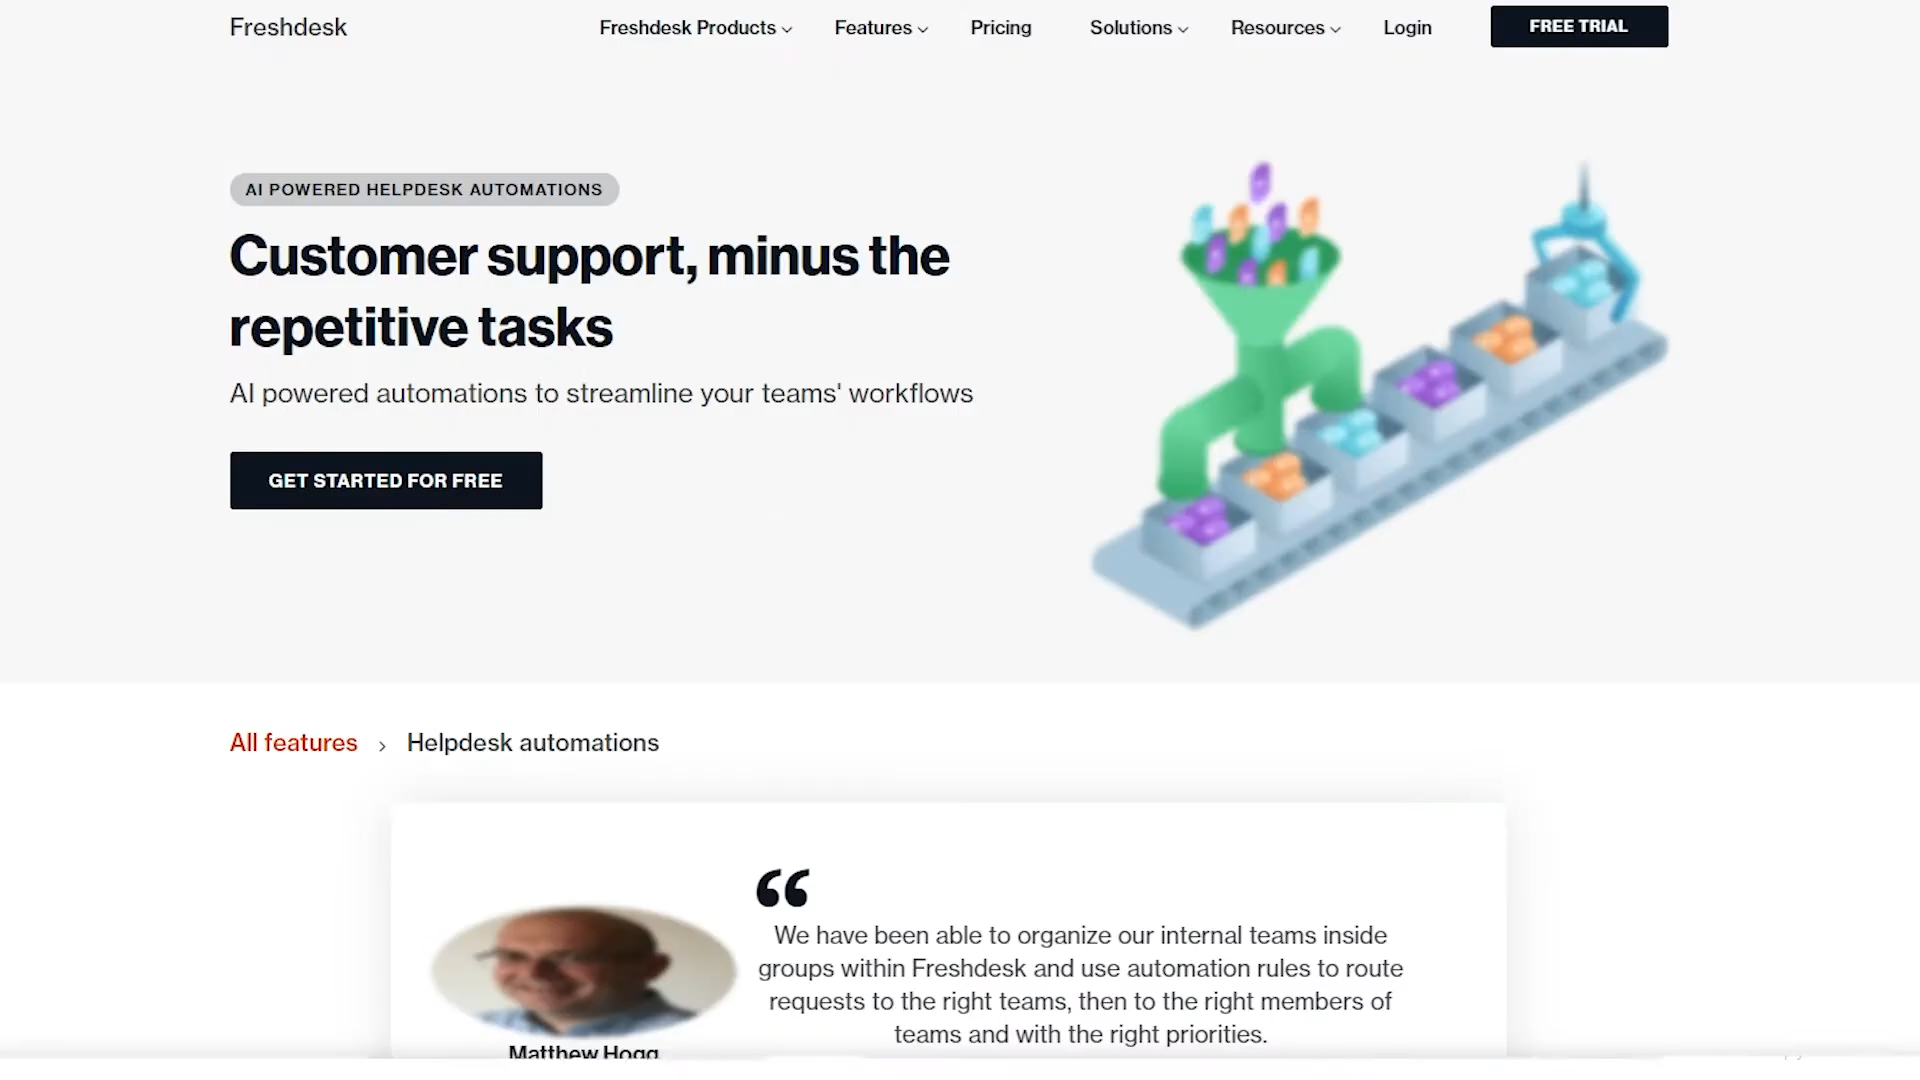 Freshdesk
Freshdesk Products
Features
Pricing
Solutions
Resources
Login
FREE TRIAL
AI POWERED HELPDESK AUTOMATIONS
Customer support, minus the
repetitive tasks
AI powered automations to streamline your teams' workflows
GET STARTED FOR FREE
All features › Helpdesk automations
“
We have been able to organize our internal teams inside
groups within Freshdesk and use automation rules to route
requests to the right teams, then to the right members of
teams and with the right priorities.
Matthew Hogg